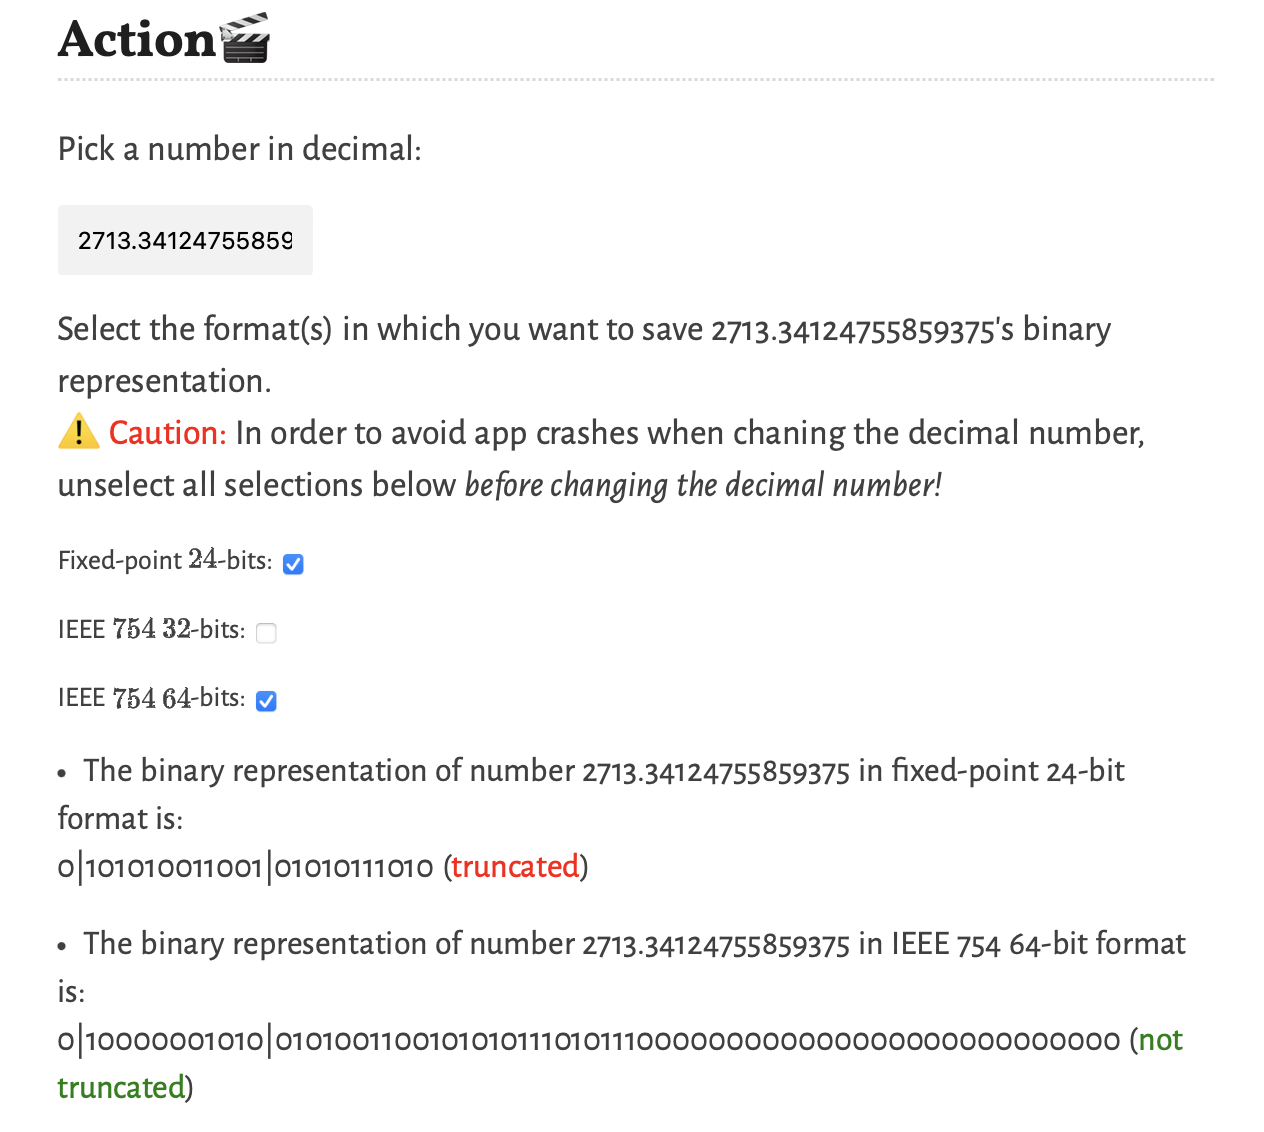 Action🎬
Pick a number in decimal:
2713.34124755859
Select the format(s) in which you want to save 2713.34124755859375's binary
representation.
⚠️ Caution: In order to avoid app crashes when chaning the decimal number,
unselect all selections below before changing the decimal number!
Fixed-point 24-bits:
IEEE 754 32-bits:
IEEE 754 64-bits:
• The binary representation of number 2713.34124755859375 in fixed-point 24-bit
format is:
0|101010011001|01010111010 (truncated)
• The binary representation of number 2713.34124755859375 in IEEE 754 64-bit format
is:
0|10000001010|0101001100101010111010111000000000000000000000000000 (not
truncated)